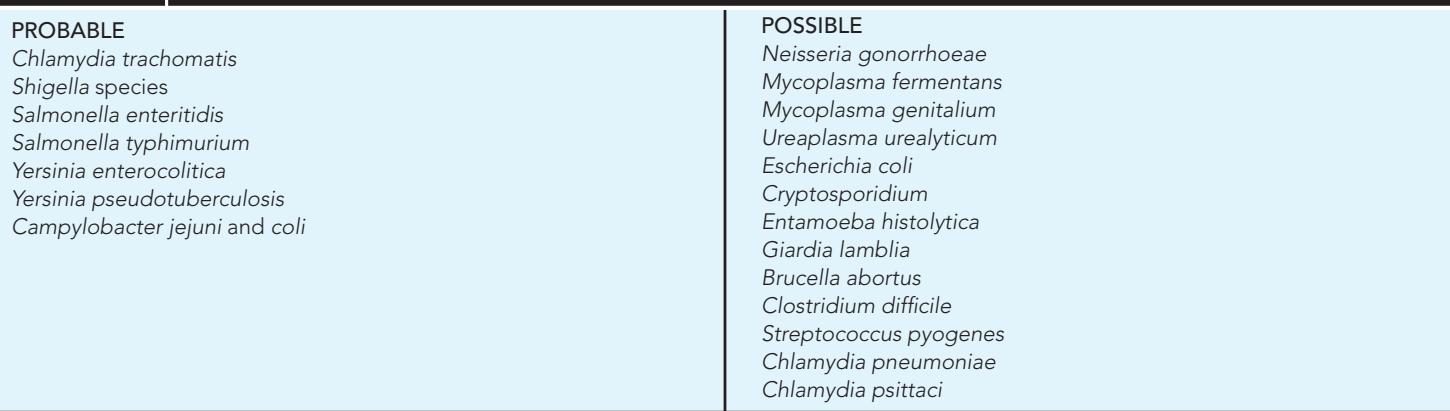 PROBABLE
Chlamydia trachomatis
Shigella species
Salmonella enteritidis
Salmonella typhimurium
Yersinia enterocolitica
Yersinia pseudotuberculosis
Campylobacter jejuni and coli
POSSIBLE
Neisseria gonorrhoeae
Mycoplasma fermentans
Mycoplasma genitalium
Ureaplasma urealyticum
Escherichia coli
Cryptosporidium
Entamoeba histolytica
Giardia lamblia
Brucella abortus
Clostridium difficile
Streptococcus pyogenes
Chlamydia pneumoniae
Chlamydia psittaci